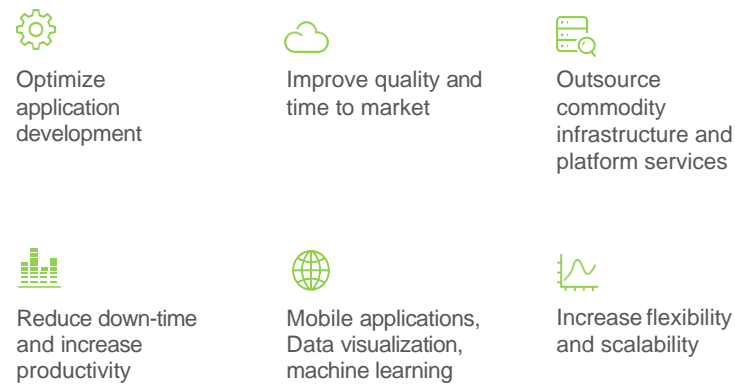 Optimize
application
development
Improve quality and
time to market
Outsource
commodity
infrastructure and
platform services
Reduce down-time
and increase
productivity
Mobile applications,
Data visualization,
machine learning
Increase flexibility
and scalability